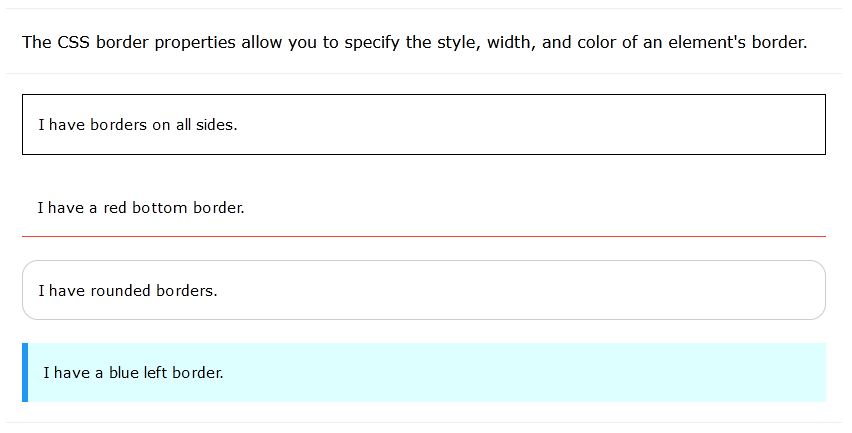 The CSS border properties allow you to specify the style, width, and color of an element's border.
I have borders on all sides.
I have a red bottom border.
I have rounded borders.
I have a blue left border.